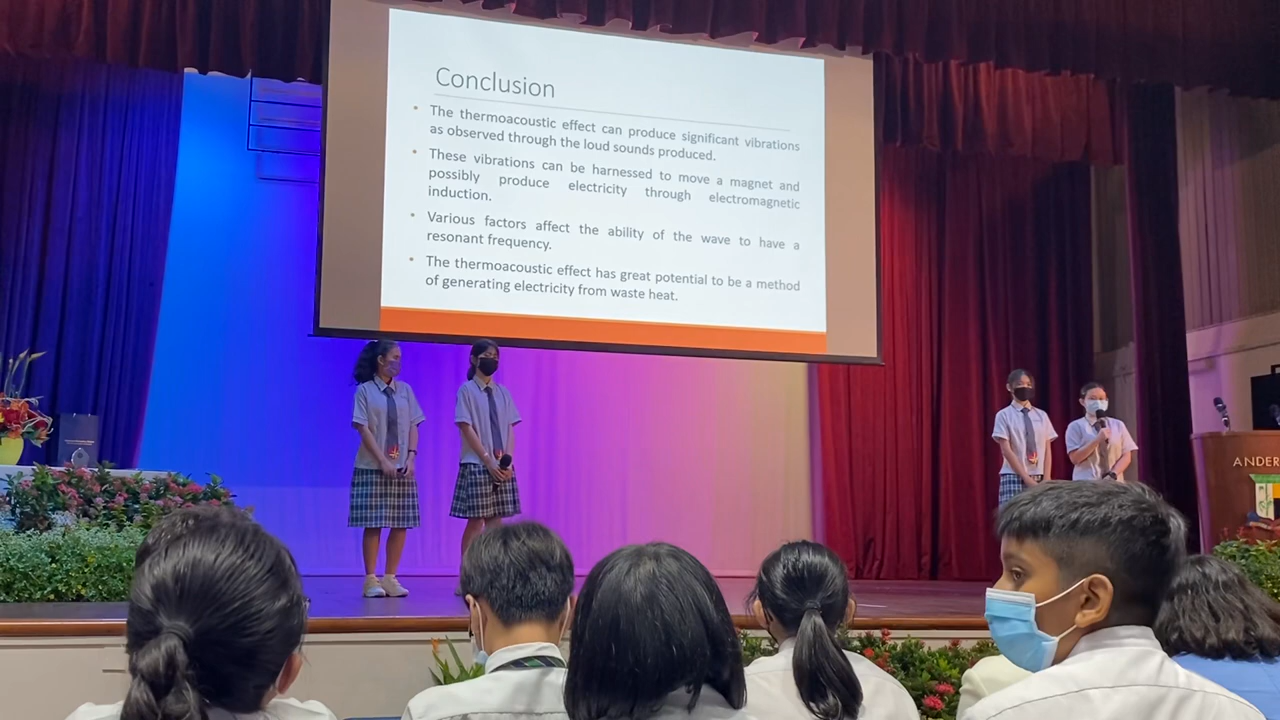 Conclusion
• The thermoacoustic effect can produce significant vibrations
as observed through the loud sounds produced.
• These vibrations can be harnessed to move a magnet and
possibly produce electricity through electromagnetic
induction.
• Various factors affect the ability of the wave to have a
resonant frequency.
• The thermoacoustic effect has great potential to be a method
of generating electricity from waste heat.
ANDER